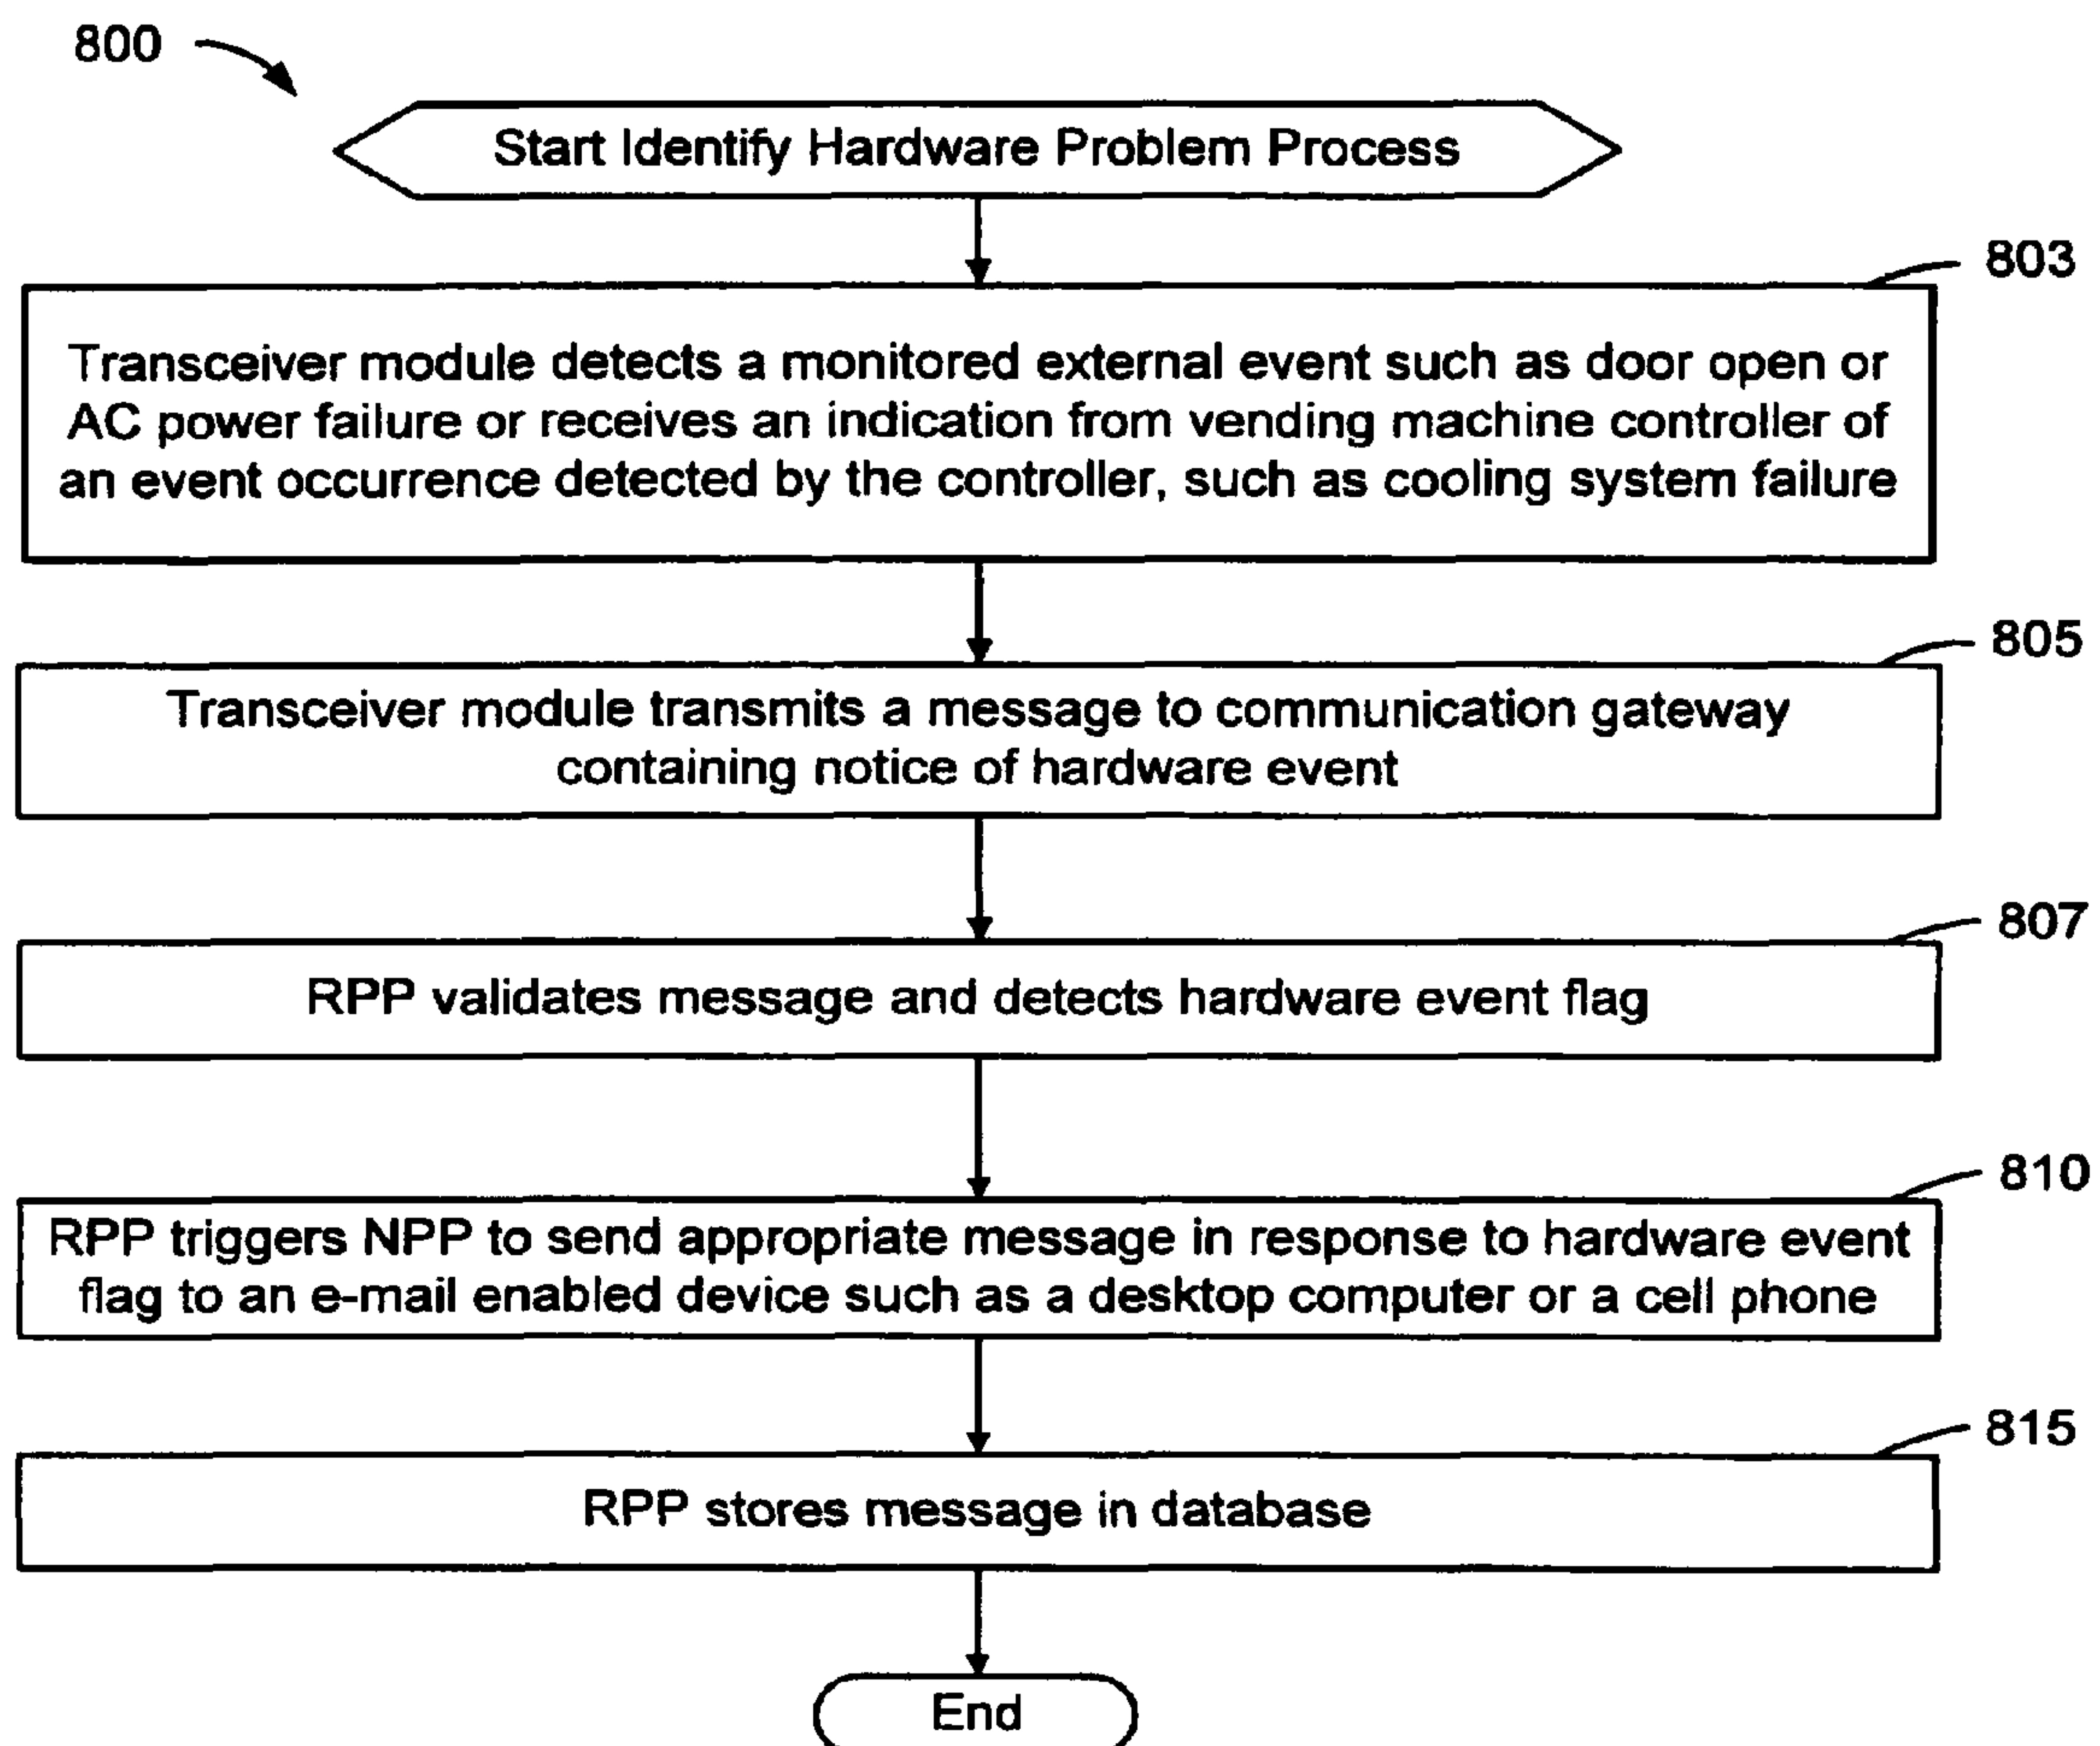 800
Start Identify Hardware Problem Process
803
Transceiver module detects a monitored external event such as door open or
AC power failure or receives an indication from vending machine controller of
an event occurrence detected by the controller, such as cooling system failure
805
Transceiver module transmits a message to communication gateway
containing notice of hardware event
807
RPP validates message and detects hardware event flag
810
RPP triggers NPP to send appropriate message in response to hardware event
flag to an e-mail enabled device such as a desktop computer or a cell phone
815
RPP stores message in database
End